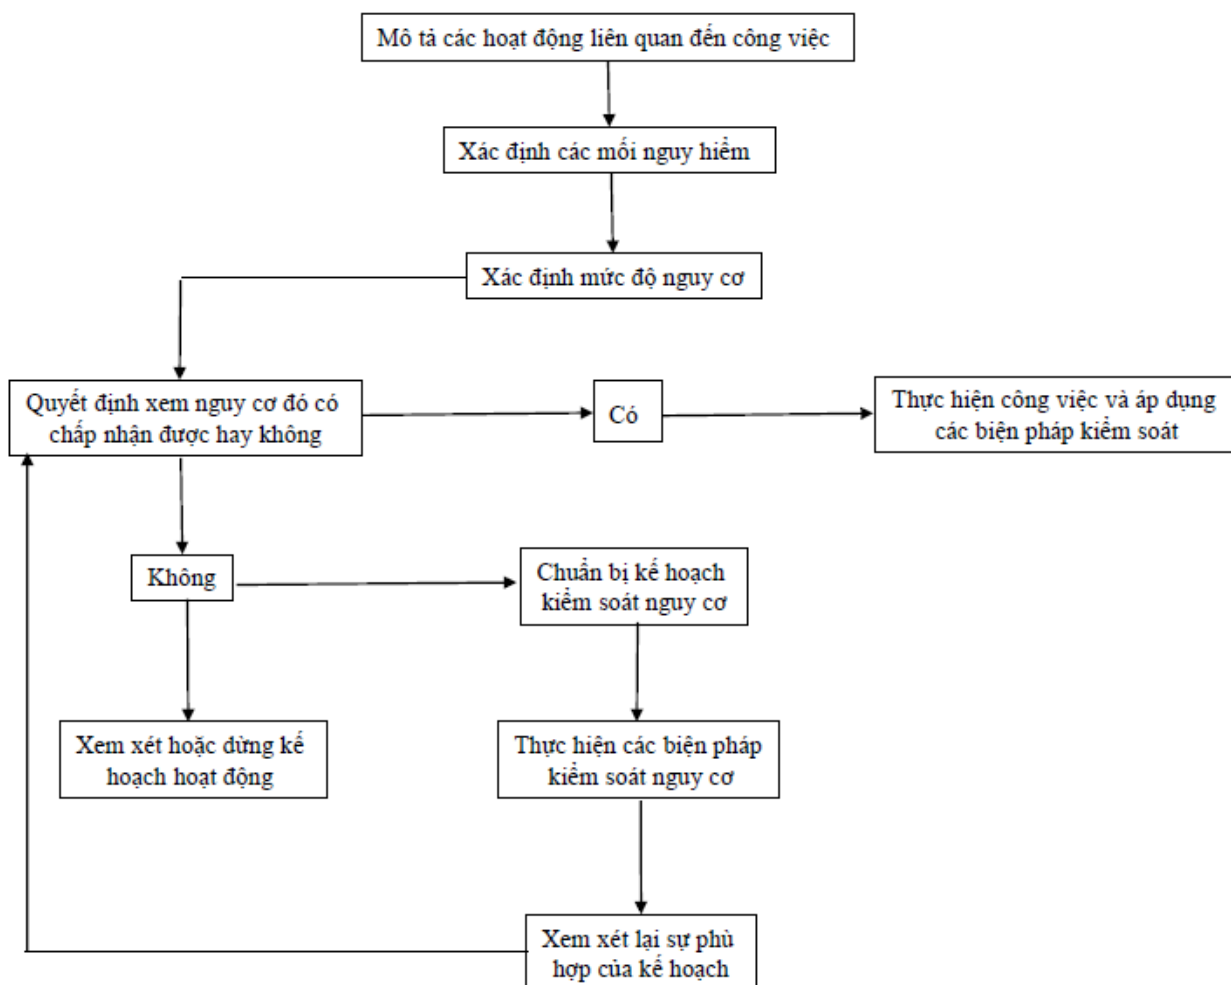 Mô tả các hoạt động liên quan đến công việc
Xác định các mối nguy hiểm
Xác định mức độ nguy cơ
Quyết định xem nguy cơ đó có
chấp nhận được hay không
Có
Thực hiện công việc và áp dụng
các biện pháp kiểm soát
Không
Chuẩn bị kế hoạch
kiểm soát nguy cơ
Xem xét hoặc dừng kế
hoạch hoạt động
Thực hiện các biện pháp
kiểm soát nguy cơ
Xem xét lại sự phù
hợp của kế hoạch